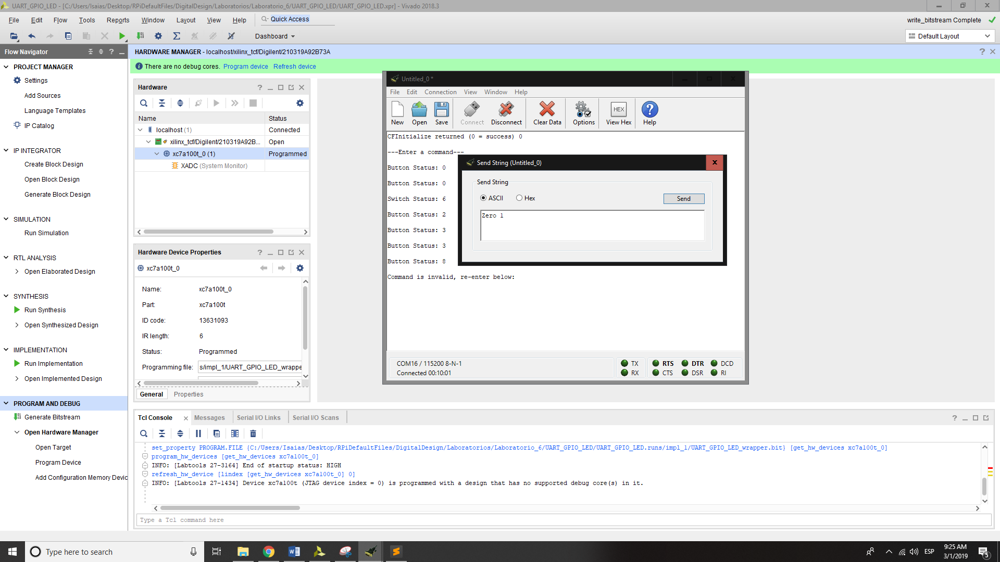 UART_GPIO_LED - [C:/Users/Isaias/Desktop/RPiDefaultFiles/DigitalDesign/Laboratorios/Laboratorio_6/UART_GPIO_LED/UART_GPIO_LED.xpr] - Vivado 2018.3
File Edit Flow Tools Reports Window Layout View Help Quick Access
write_bitstream Complete
Dashboard
Default Layout
Flow Navigator
HARDWARE MANAGER - localhost/xilinx_tcf/Digilent/210319A92B73A
There are no debug cores. Program device Refresh device
PROJECT MANAGER
Settings
Add Sources
Language Templates
IP Catalog
IP INTEGRATOR
Create Block Design
Open Block Design
Generate Block Design
SIMULATION
Run Simulation
RTL ANALYSIS
Open Elaborated Design
SYNTHESIS
Run Synthesis
Open Synthesized Design
IMPLEMENTATION
Run Implementation
Open Implemented Design
PROGRAM AND DEBUG
Generate Bitstream
Open Hardware Manager
Open Target
Program Device
Add Configuration Memory Devic
Hardware
Name Status
localhost (1) Connected
xilinx_tcf/Digilent/210319A92B... Open
xc7a100t_0 (1) Programmed
XADC (System Monitor)
Hardware Device Properties
xc7a100t_0
Name: xc7a100t_0
Part: xc7a100t
ID code: 13631093
IR length: 6
Status: Programmed
Programming file: s/impl_1/UART_GPIO_LED_wrappe
General Properties
Untitled_0 *
File Edit Connection View Window Help
New Open Save Connect Disconnect Clear Data Options View Hex Help
HEX
CFInitialize returned (0 = success) 0
---Enter a command---
Button Status: 0
Button Status: 0
Switch Status: 6
Button Status: 2
Button Status: 3
Button Status: 3
Button Status: 8
Command is invalid, re-enter below:
Send String (Untitled_0)
Send String
ASCII Hex Send
Zero 1
COM16 / 115200 8-N-1
Connected 00:10:01
TX RTS DTR DCD
RX CTS DSR RI
Tcl Console Messages Serial I/O Links Serial I/O Scans
set_property PROGRAM.FILE {C:/Users/Isaias/Desktop/RPiDefaultFiles/DigitalDesign/Laboratorios/Laboratorio_6/UART_GPIO_LED/UART_GPIO_LED.runs/impl_1/UART_GPIO_LED_wrapper.bit} [get_hw_devices xc7a100t_0]
program_hw_devices [get_hw_devices xc7a100t_0]
INFO: [Labtools 27-3164] End of startup status: HIGH
refresh_hw_device [lindex [get_hw_devices xc7a100t_0] 0]
INFO: [Labtools 27-1434] Device xc7a100t (JTAG device index = 0) is programmed with a design that has no supported debug core(s) in it.
Type a Tcl command here
Type here to search
ESP
9:25 AM
3/1/2019
5